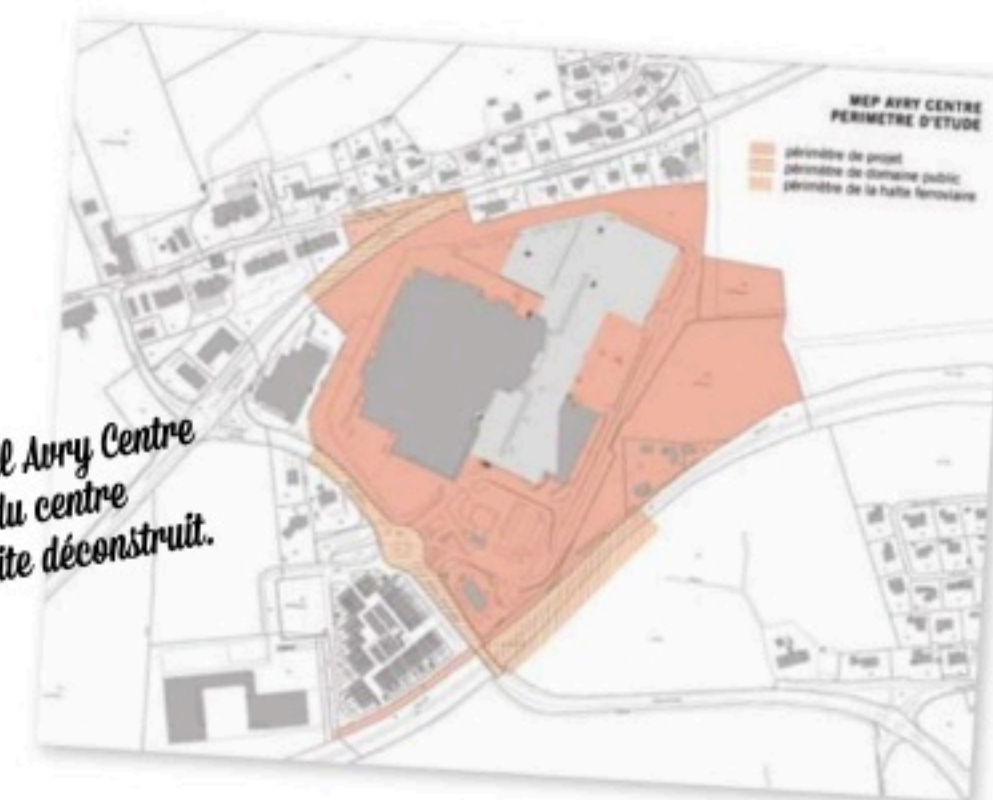 MEP AVRY CENTRE
PERIMETRE D'ETUDE
périmètre de projet
périmètre de domaine public
périmètre de la halte ferroviaire
l Avry Centre
du centre
ite déconstruit.